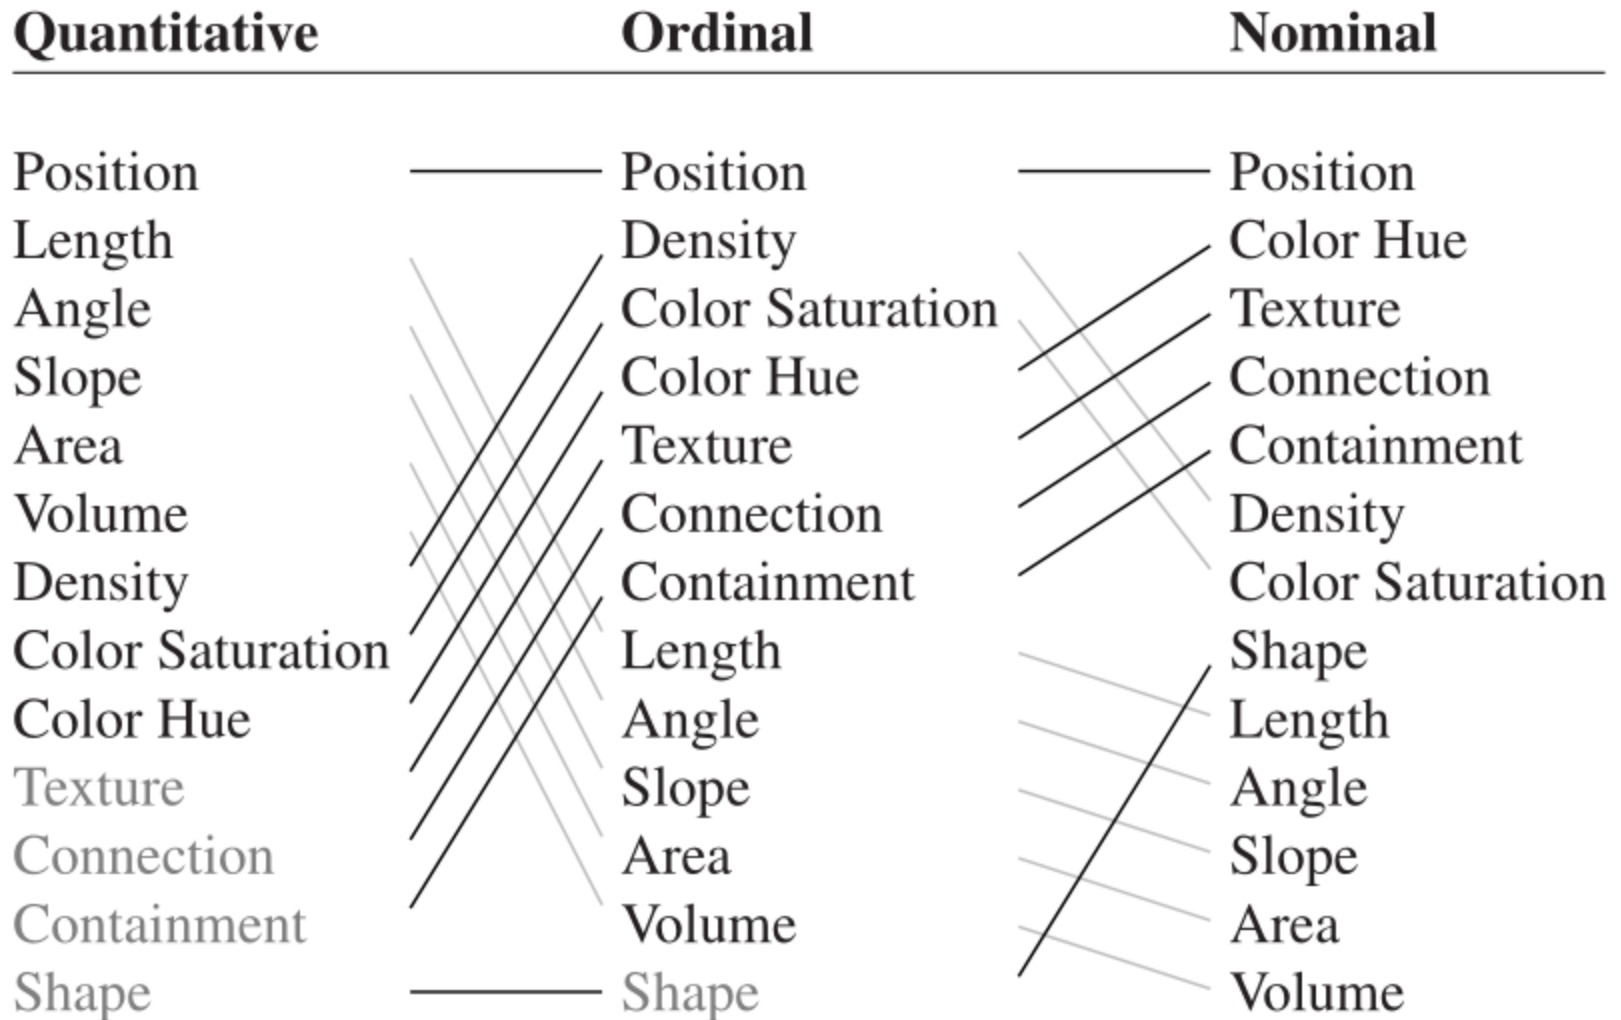 Quantitative Ordinal Nominal
Position Position Position
Length Density Color Hue
Angle Color Saturation Texture
Slope Color Hue Connection
Area Texture Containment
Volume Connection Density
Density Containment Color Saturation
Color Saturation Length Shape
Color Hue Angle Length
Texture Slope Angle
Connection Area Slope
Containment Volume Area
Shape Shape Volume